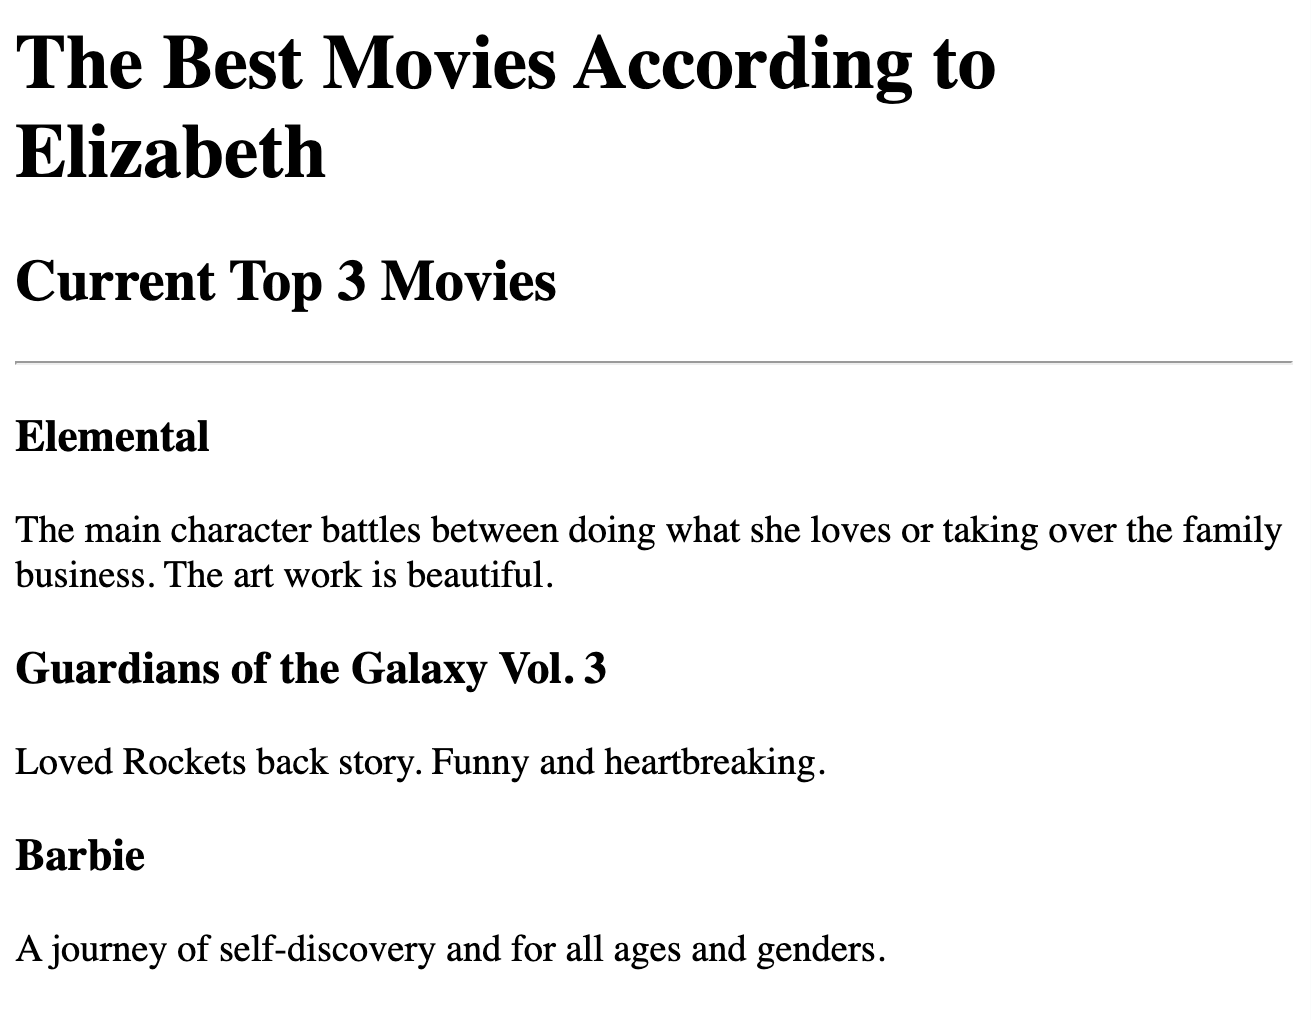 The Best Movies According to
Elizabeth
Current Top 3 Movies
Elemental
The main character battles between doing what she loves or taking over the family
business. The art work is beautiful.
Guardians of the Galaxy Vol. 3
Loved Rockets back story. Funny and heartbreaking.
Barbie
A journey of self-discovery and for all ages and genders.